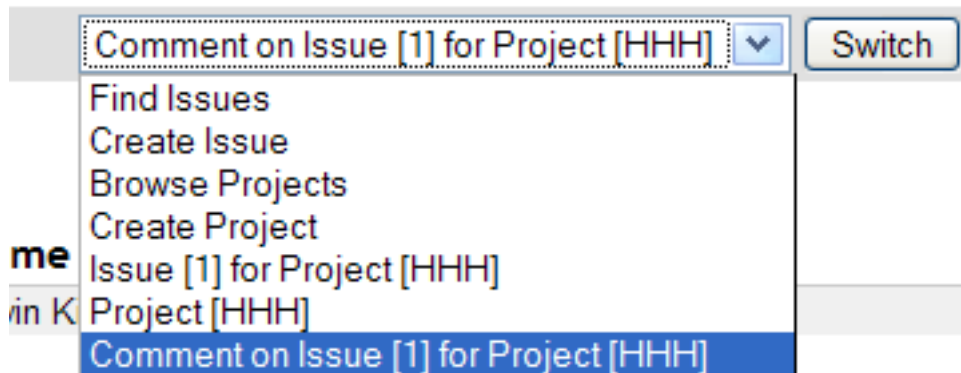 Comment on Issue [1] for Project [HHH] Switch
Find Issues
Create Issue
Browse Projects
Create Project
me
Issue [1] for Project [HHH]
vin K
Project [HHH]
Comment on Issue [1] for Project [HHH]